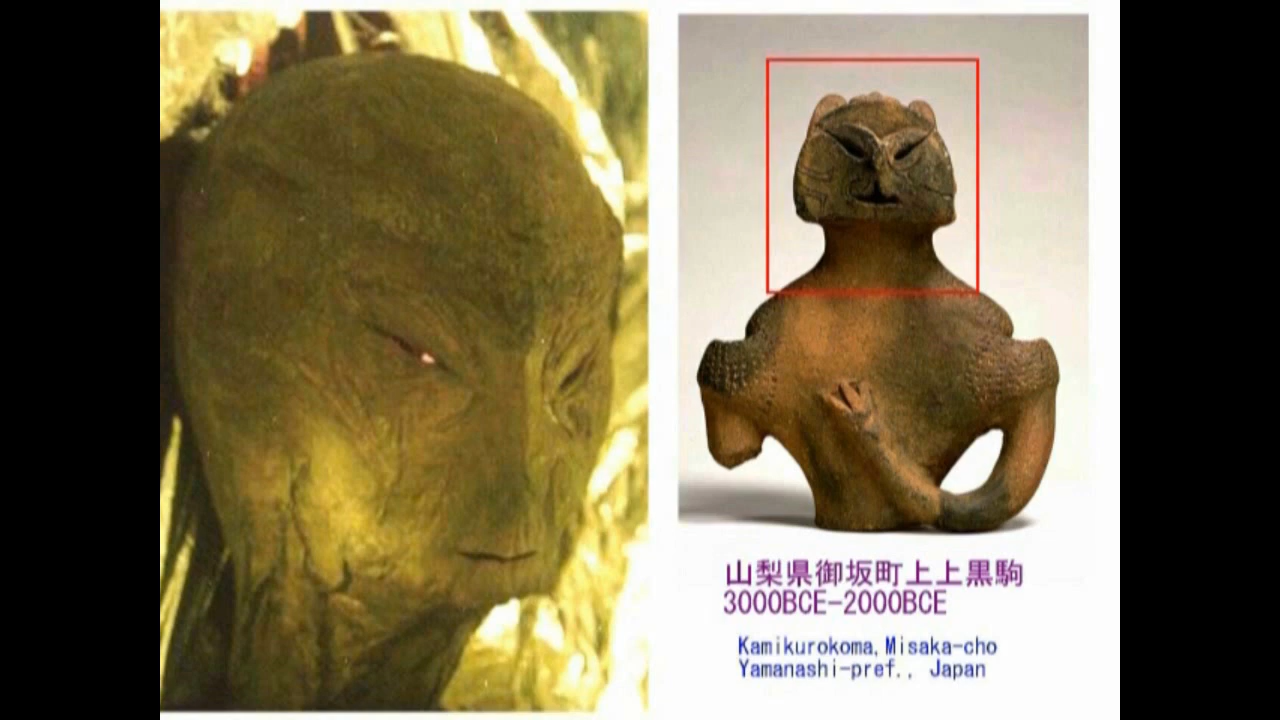 山梨県御坂町上上黒駒
3000BCE-2000BCE
Kamikurokoma,Misaka-cho
Yamanashi-pref., Japan